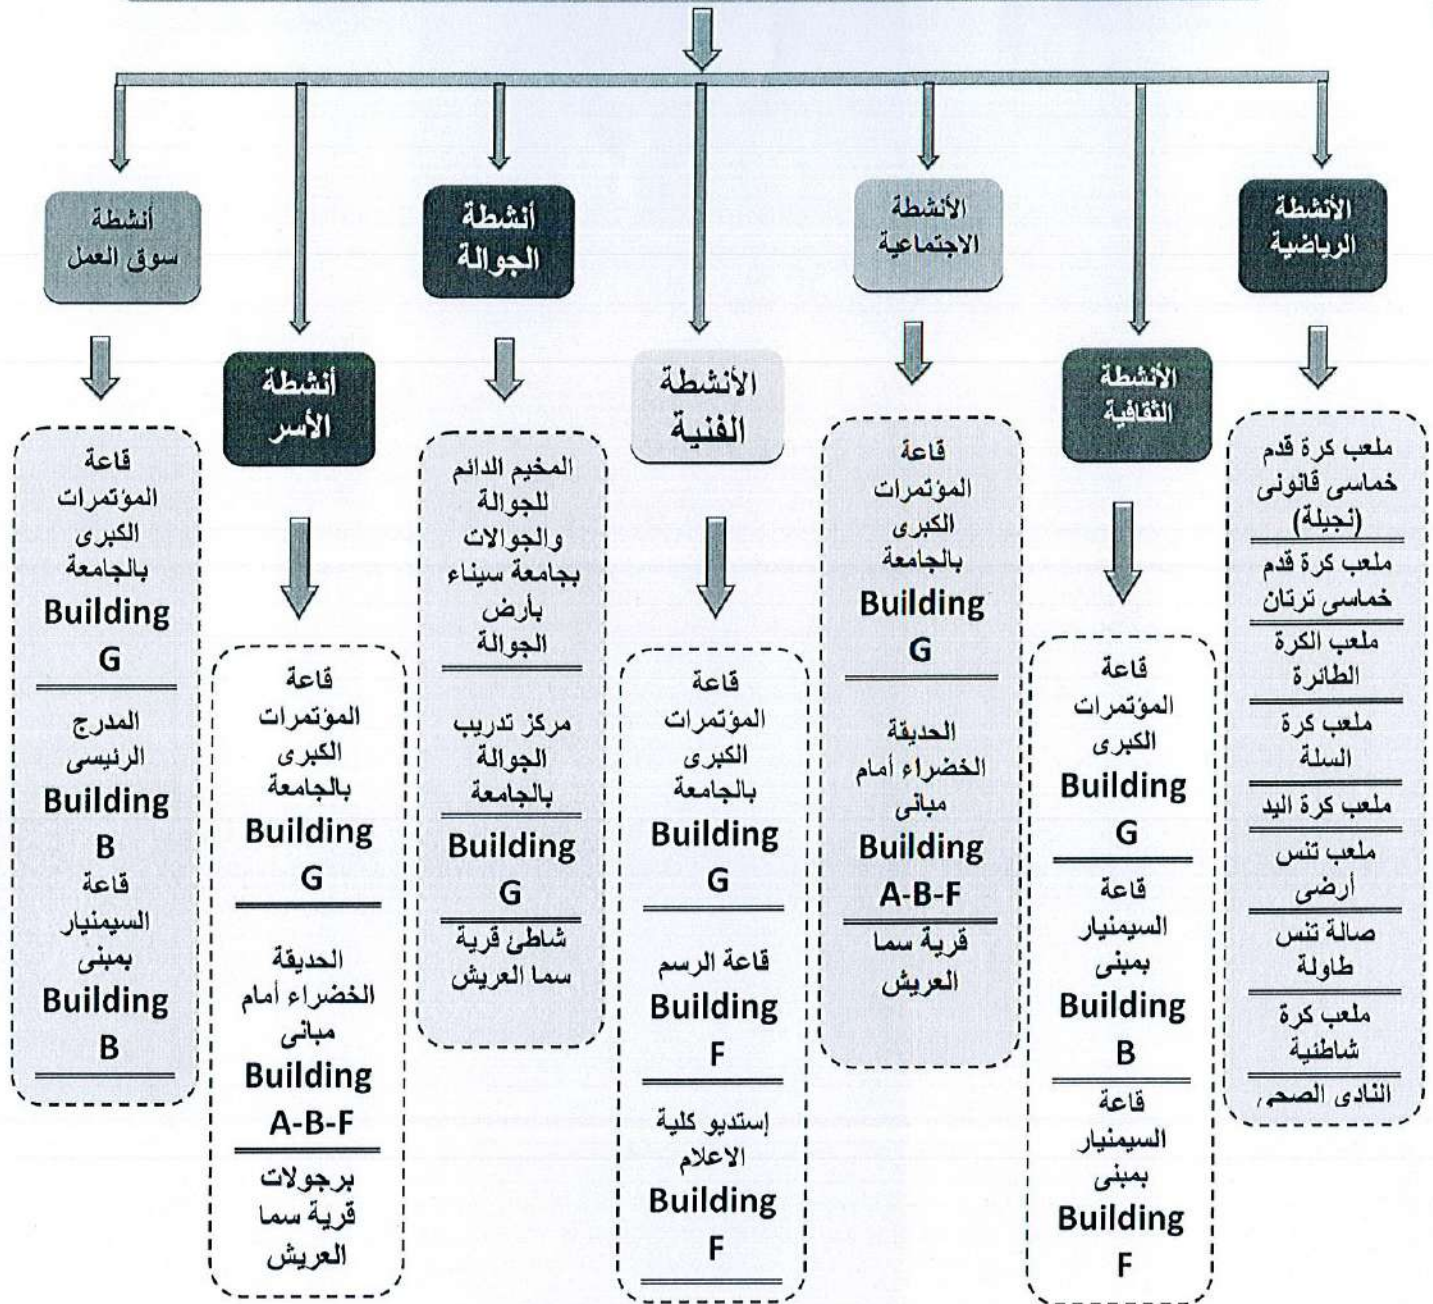 الأنشطة
الرياضية
ملعب كرة قدم
خماسى قانونى
(نجيلة)
ملعب كرة قدم
خماسى ترتان
ملعب الكرة
الطائرة
ملعب كرة
السلة
ملعب كرة اليد
ملعب تنس
أرضى
صالة تنس
طاولة
ملعب كرة
شاطئية
النادى الصحى
الأنشطة
الثقافية
قاعة
المؤتمرات
الكبرى
Building
G
قاعة
السيمنيار
بمبنى
Building
B
قاعة
السيمنيار
بمبنى
Building
F
الأنشطة
الاجتماعية
قاعة
المؤتمرات
الكبرى
بالجامعة
Building
G
الحديقة
الخضراء أمام
مبانى
Building
A-B-F
قرية سما
العريش
الأنشطة
الفنية
قاعة
المؤتمرات
الكبرى
بالجامعة
Building
G
قاعة الرسم
Building
F
إستديو كلية
الاعلام
Building
F
أنشطة
الجوالة
المخيم الدائم
للجوالة
والجوالات
بجامعة سيناء
بأرض
الجوالة
مركز تدريب
الجوالة
بالجامعة
Building
G
شاطئ قرية
سما العريش
أنشطة
الأسر
قاعة
المؤتمرات
الكبرى
بالجامعة
Building
G
الحديقة
الخضراء أمام
مبانى
Building
A-B-F
برجولات
قرية سما
العريش
أنشطة
سوق العمل
قاعة
المؤتمرات
الكبرى
بالجامعة
Building
G
المدرج
الرئيسى
Building
B
قاعة
السيمنيار
بمبنى
Building
B